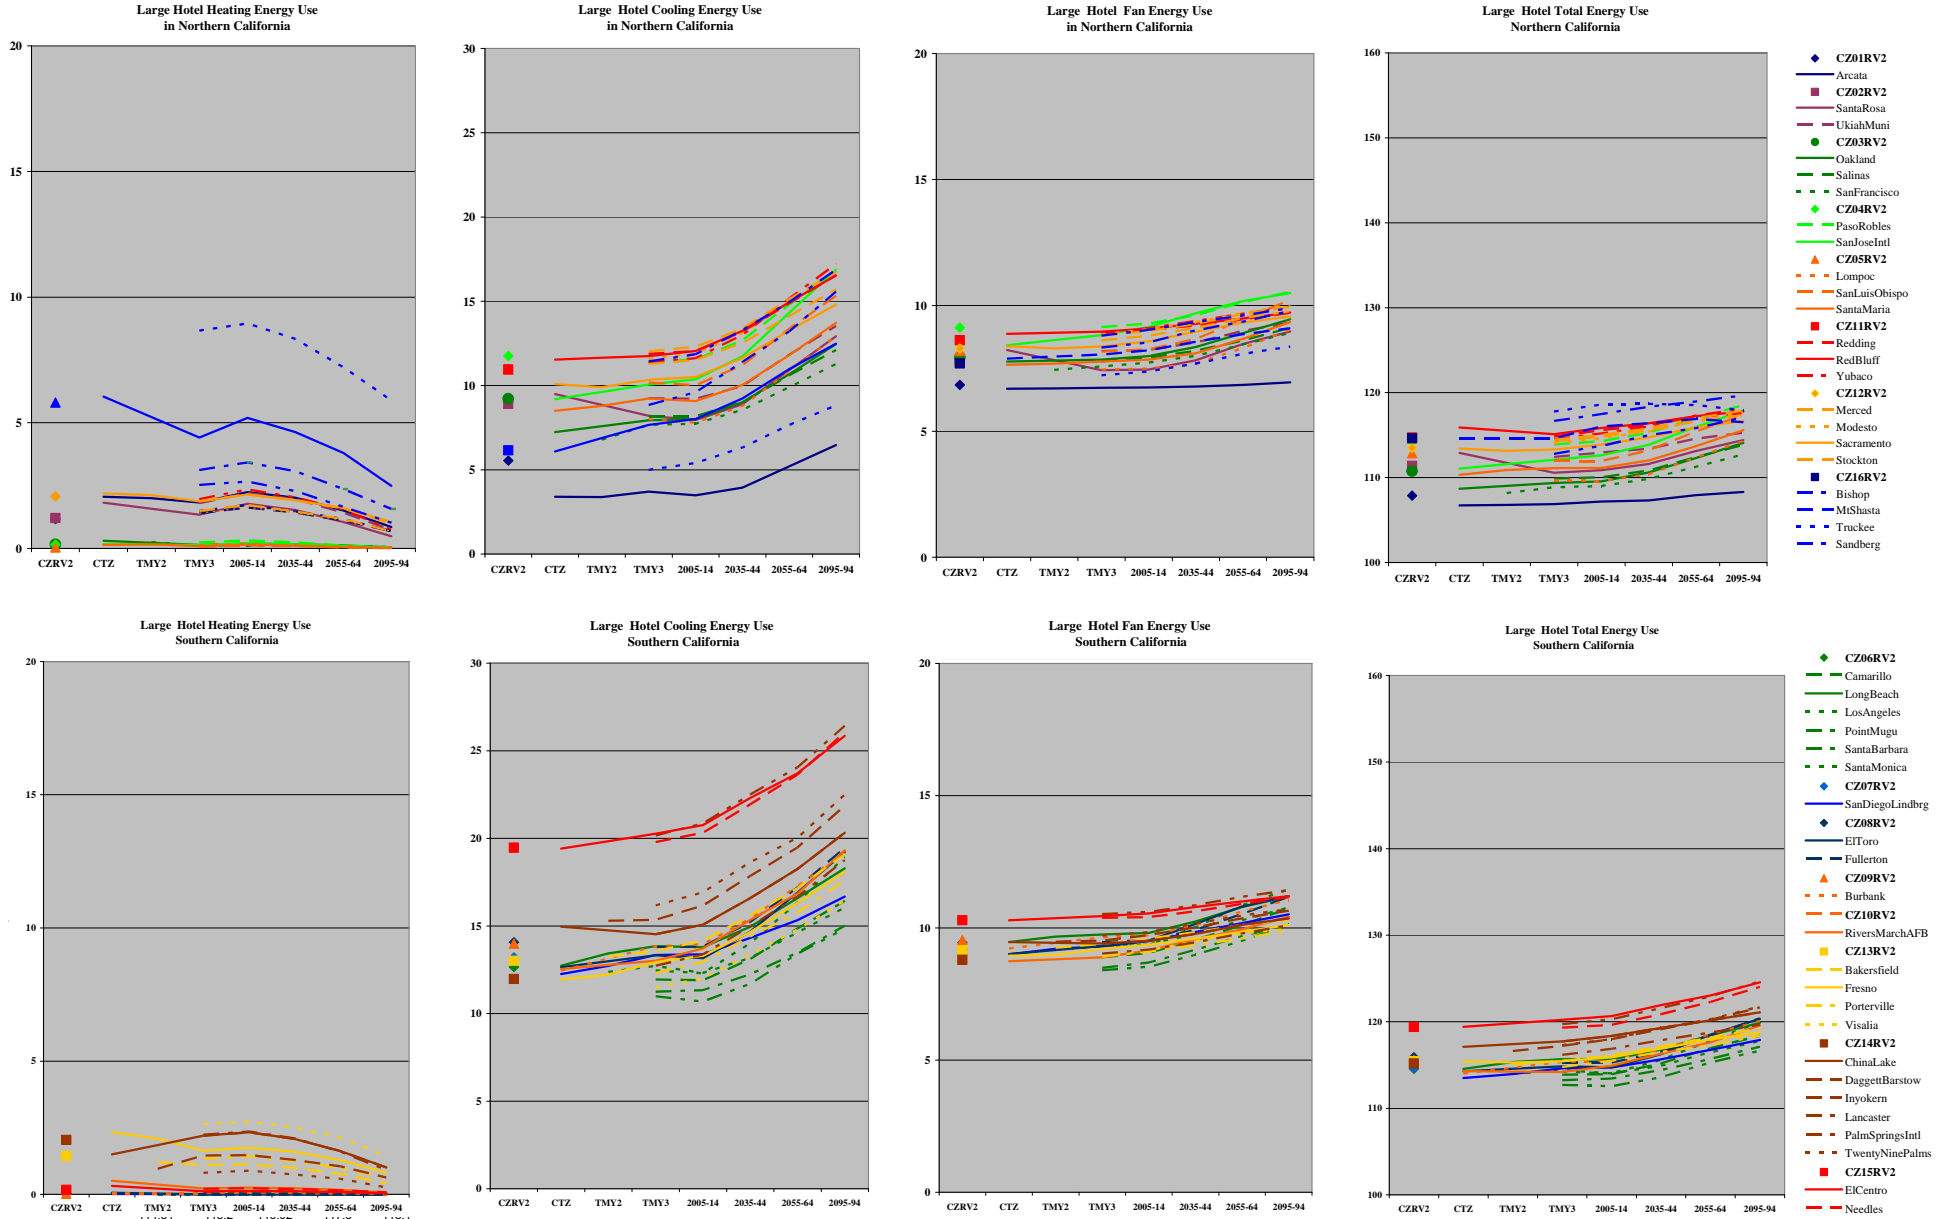 Large Hotel Heating Energy Use
in Northern California
20
15
10
5
0
CZRV2 CTZ TMY2 TMY3 2005-14 2035-44 2055-64 2095-94
Large Hotel Cooling Energy Use
in Northern California
30
25
20
15
10
5
0
CZRV2 CTZ TMY2 TMY3 2005-14 2035-44 2055-64 2095-94
Large Hotel Fan Energy Use
in Northern California
20
15
10
5
0
CZRV2 CTZ TMY2 TMY3 2005-14 2035-44 2055-64 2095-94
Large Hotel Total Energy Use
Northern California
160
150
140
130
120
110
100
CZRV2 CTZ TMY2 TMY3 2005-14 2035-44 2055-64 2095-94
CZ01RV2
Arcata
CZ02RV2
SantaRosa
UkiahMuni
CZ03RV2
Oakland
Salinas
SanFrancisco
CZ04RV2
PasoRobles
SanJoseIntl
CZ05RV2
Lompoc
SanLuisObispo
SantaMaria
CZ11RV2
Redding
RedBluff
Yubaco
CZ12RV2
Merced
Modesto
Sacramento
Stockton
CZ16RV2
Bishop
MtShasta
Truckee
Sandberg
Large Hotel Heating Energy Use
Southern California
20
15
10
5
0
CZRV2 CTZ TMY2 TMY3 2005-14 2035-44 2055-64 2095-94
Large Hotel Cooling Energy Use
Southern California
30
25
20
15
10
5
0
CZRV2 CTZ TMY2 TMY3 2005-14 2035-44 2055-64 2095-94
Large Hotel Fan Energy Use
Southern California
20
15
10
5
0
CZRV2 CTZ TMY2 TMY3 2005-14 2035-44 2055-64 2095-94
Large Hotel Total Energy Use
Southern California
160
150
140
130
120
110
100
CZRV2 CTZ TMY2 TMY3 2005-14 2035-44 2055-64 2095-94
CZ06RV2
Camarillo
LongBeach
LosAngeles
PointMugu
SantaBarbara
SantaMonica
CZ07RV2
SanDiegoLindbrg
CZ08RV2
ElToro
Fullerton
CZ09RV2
Burbank
CZ10RV2
RiversMarchAFB
CZ13RV2
Bakersfield
Fresno
Porterville
Visalia
CZ14RV2
ChinaLake
DaggettBarstow
Inyokern
Lancaster
PalmSpringsIntl
TwentyNinePalms
CZ15RV2
ElCentro
Needles